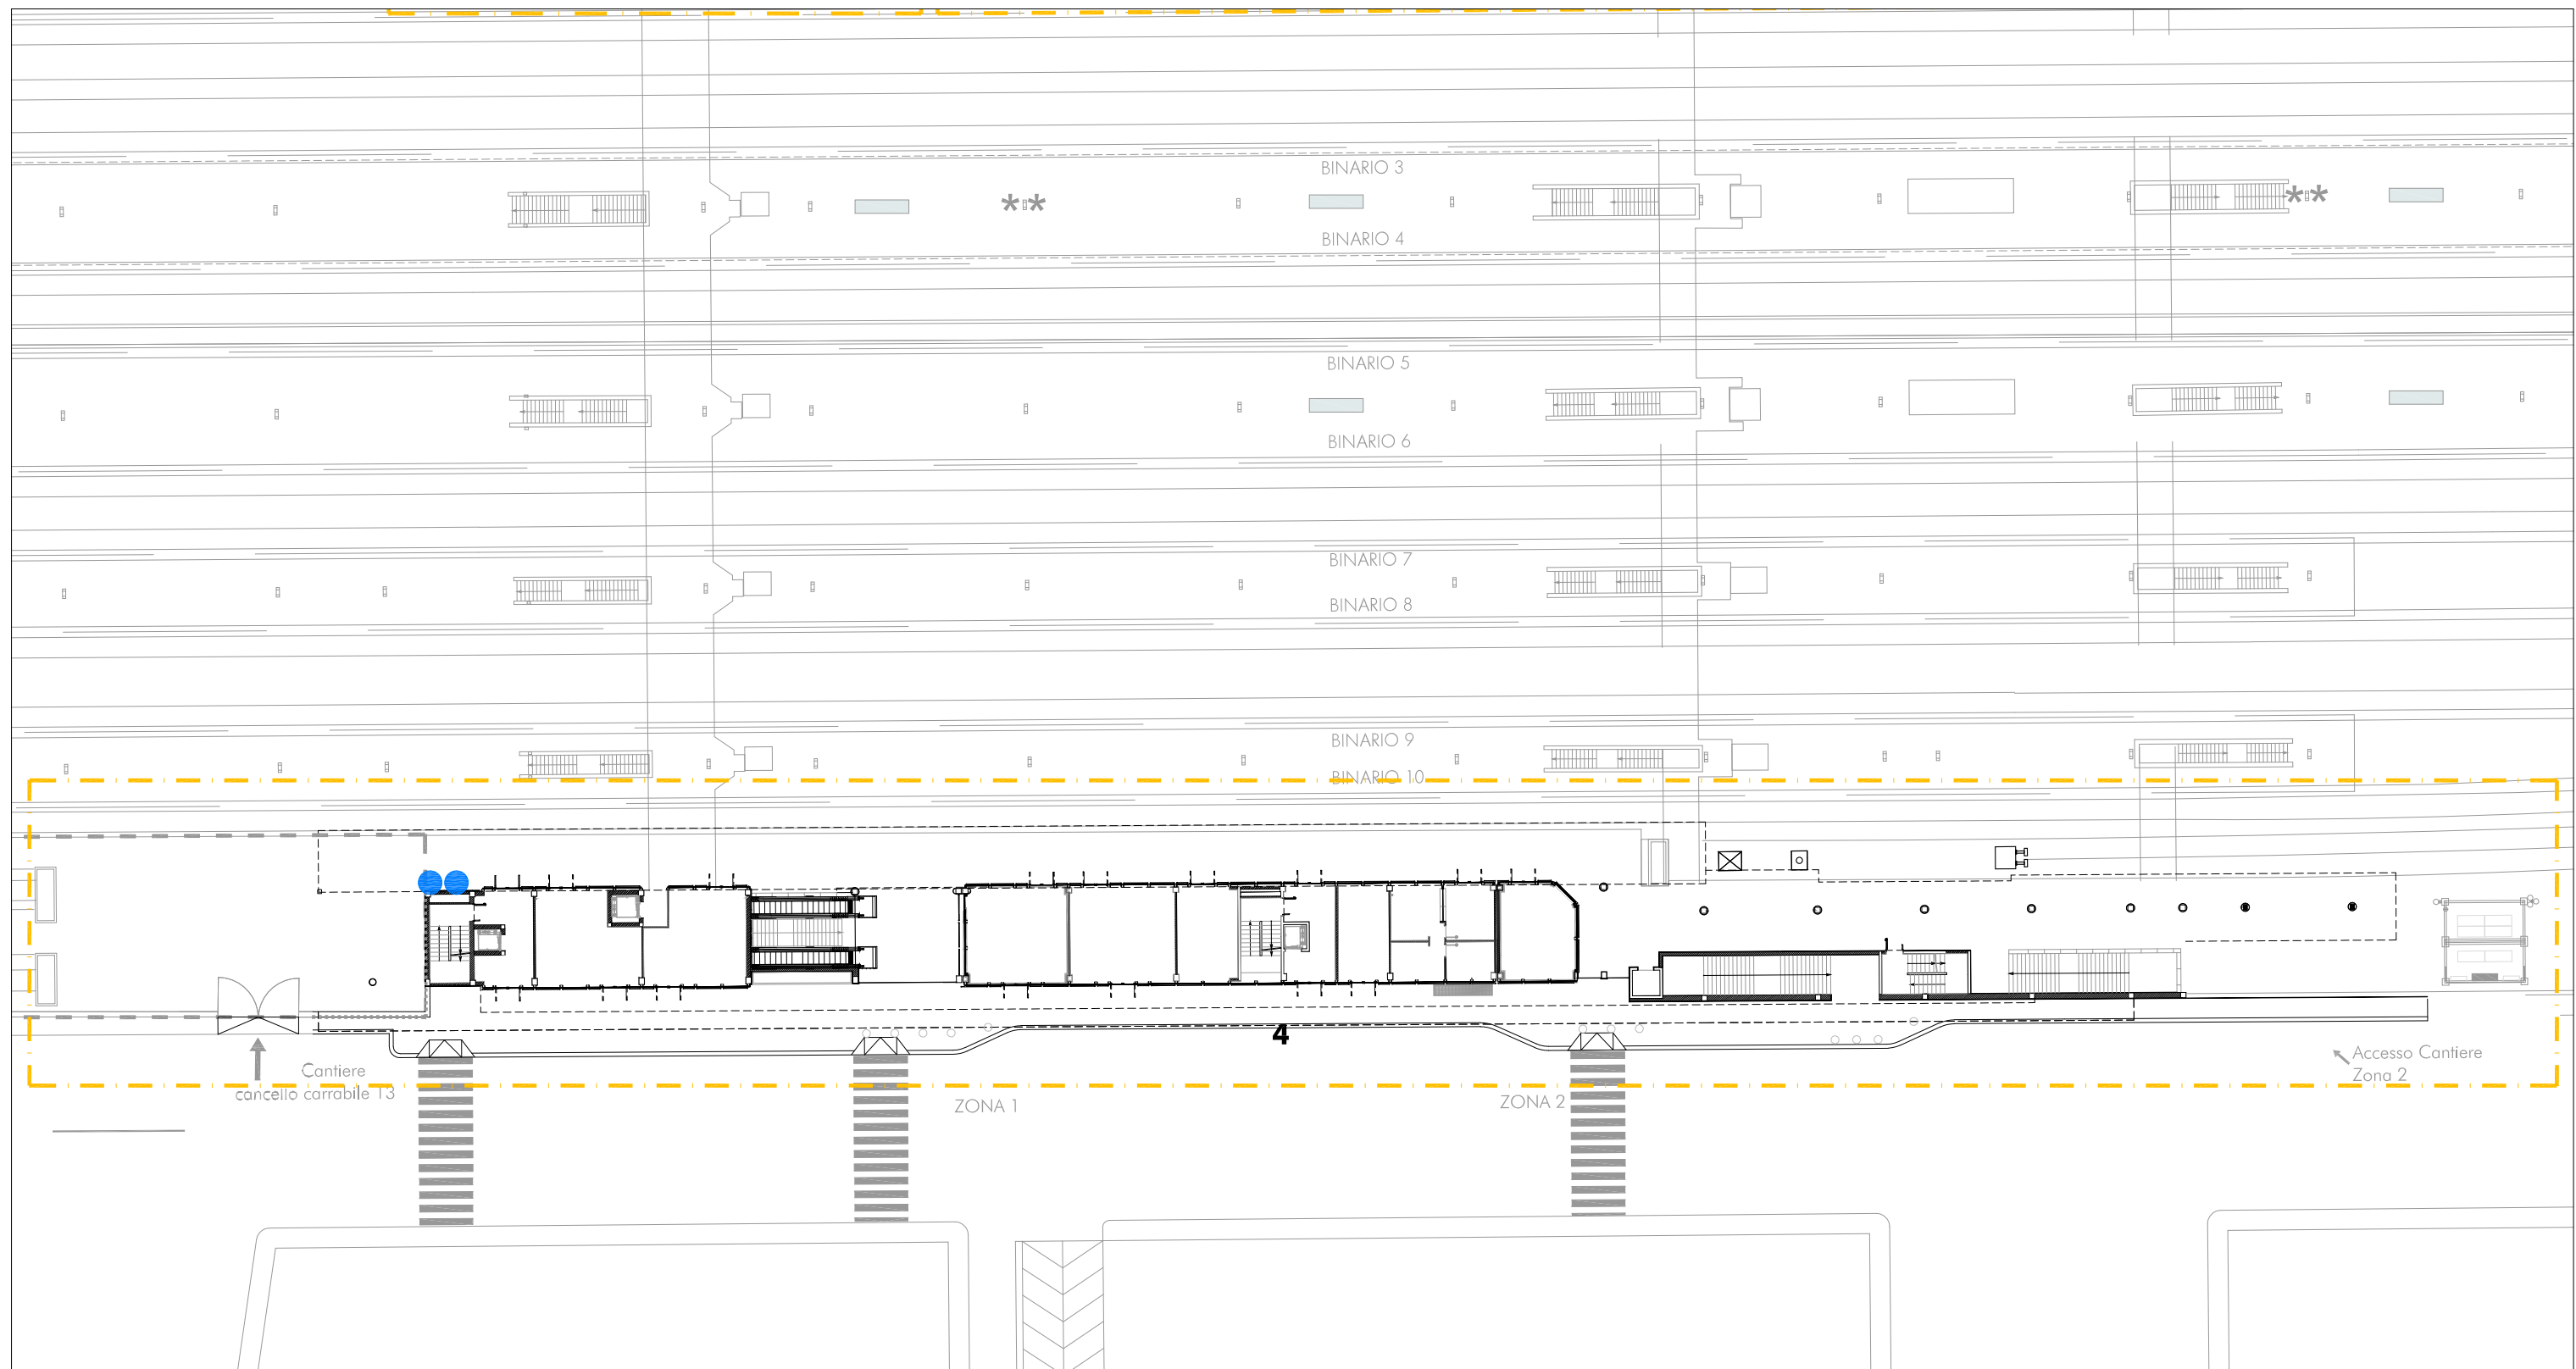 BINARIO 3
** **
BINARIO 4
BINARIO 5
BINARIO 6
BINARIO 7
BINARIO 8
BINARIO 9
BINARIO 10
4
Cantiere
cancello carrabile 13
Accesso Cantiere
Zona 2
ZONA 1
ZONA 2